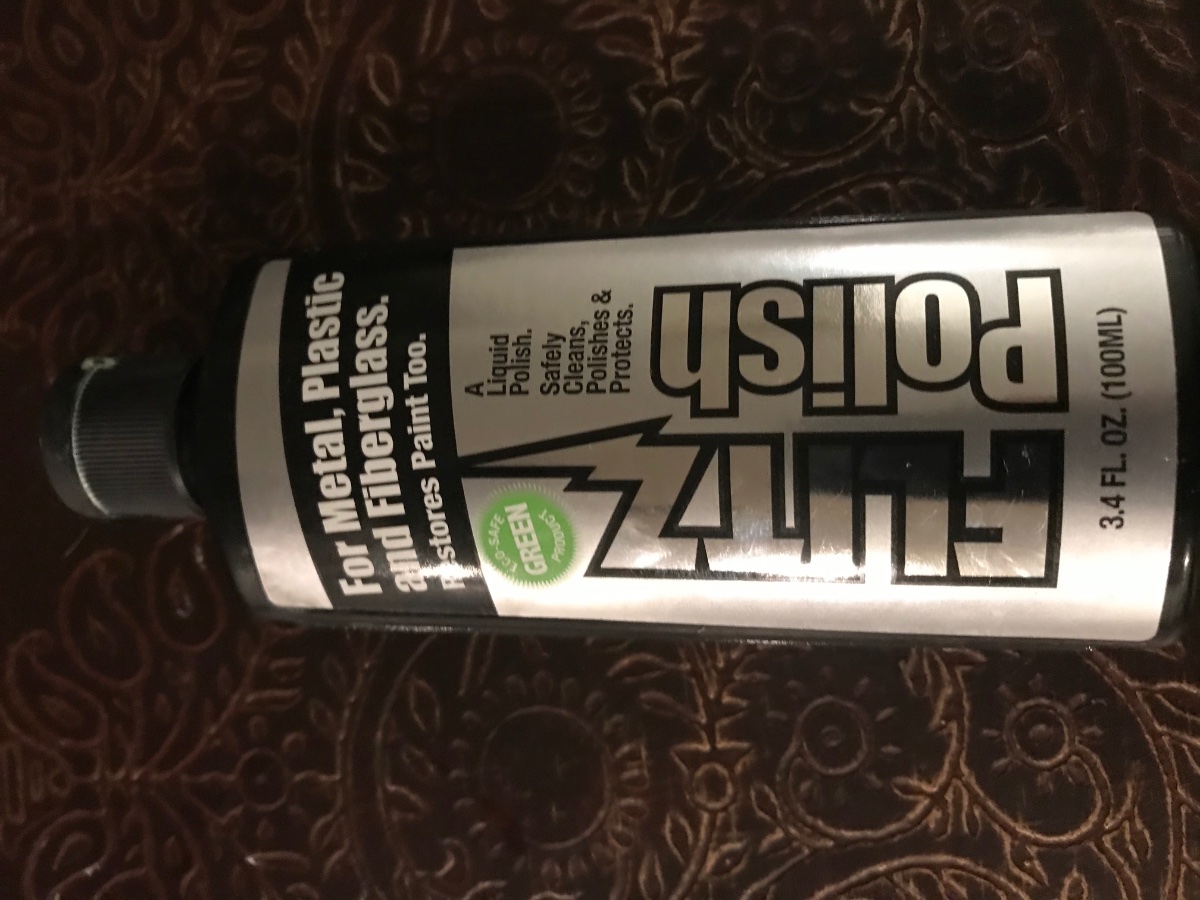 For Metal, Plastic
and Fiberglass.
Restores Paint Too.
ECO-SAFE
GREEN
PRODUCT
A
Liquid
Polish.
Safely
Cleans,
Polishes &
Protects.
FLITZ
Polish
3.4 FL. OZ. (100ML)